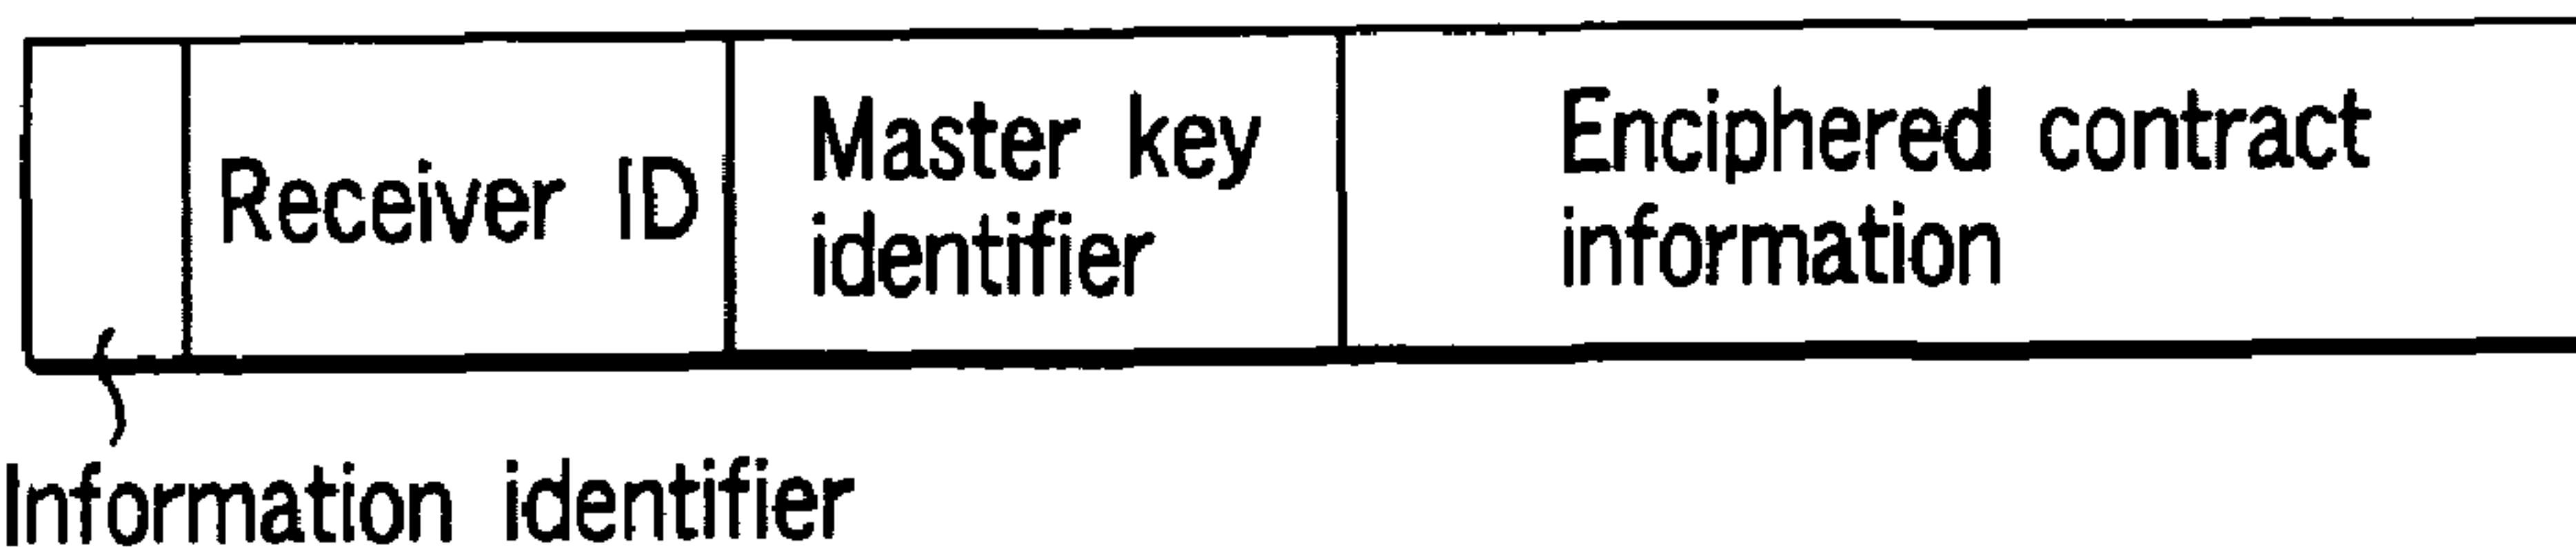 Receiver ID
Master key
identifier
Enciphered contract
information
Information identifier